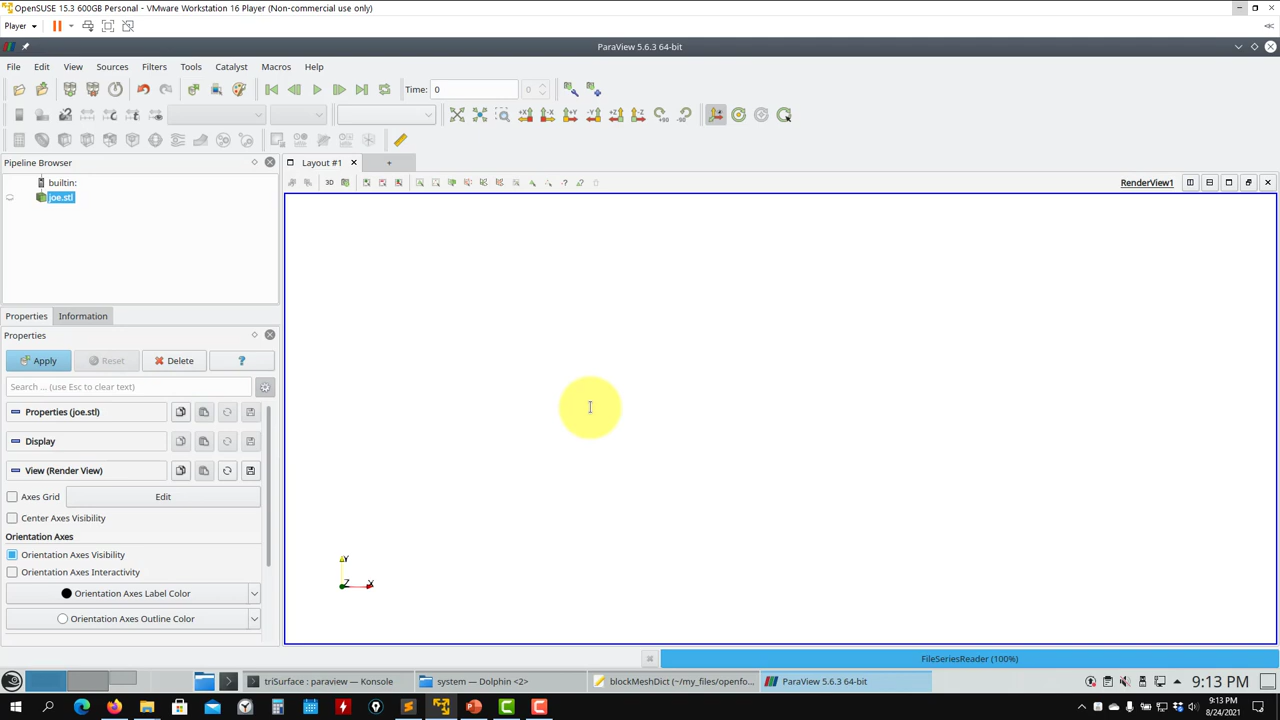 OpenSUSE 15.3 600GB Personal - VMware Workstation 16 Player (Non-commercial use only)
Player
ParaView 5.6.3 64-bit
File Edit View Sources Filters Tools Catalyst Macros Help
Time: 0 0
+X -X +Y -Y +Z -Z +90 -90
Pipeline Browser
Layout #1 +
builtin:
3D ? RenderView1
joe.stl
Properties Information
Properties
Apply Reset Delete ?
Search ... (use Esc to clear text)
Properties (joe.stl)
Display
View (Render View)
Axes Grid Edit
Center Axes Visibility
Orientation Axes
Orientation Axes Visibility
Orientation Axes Interactivity
Orientation Axes Label Color
Orientation Axes Outline Color
Y
Z X
FileSeriesReader (100%)
triSurface : paraview — Konsole
system — Dolphin <2>
blockMeshDict (~/my_files/openfo...
ParaView 5.6.3 64-bit
9:13 PM
9:13 PM
8/24/2021